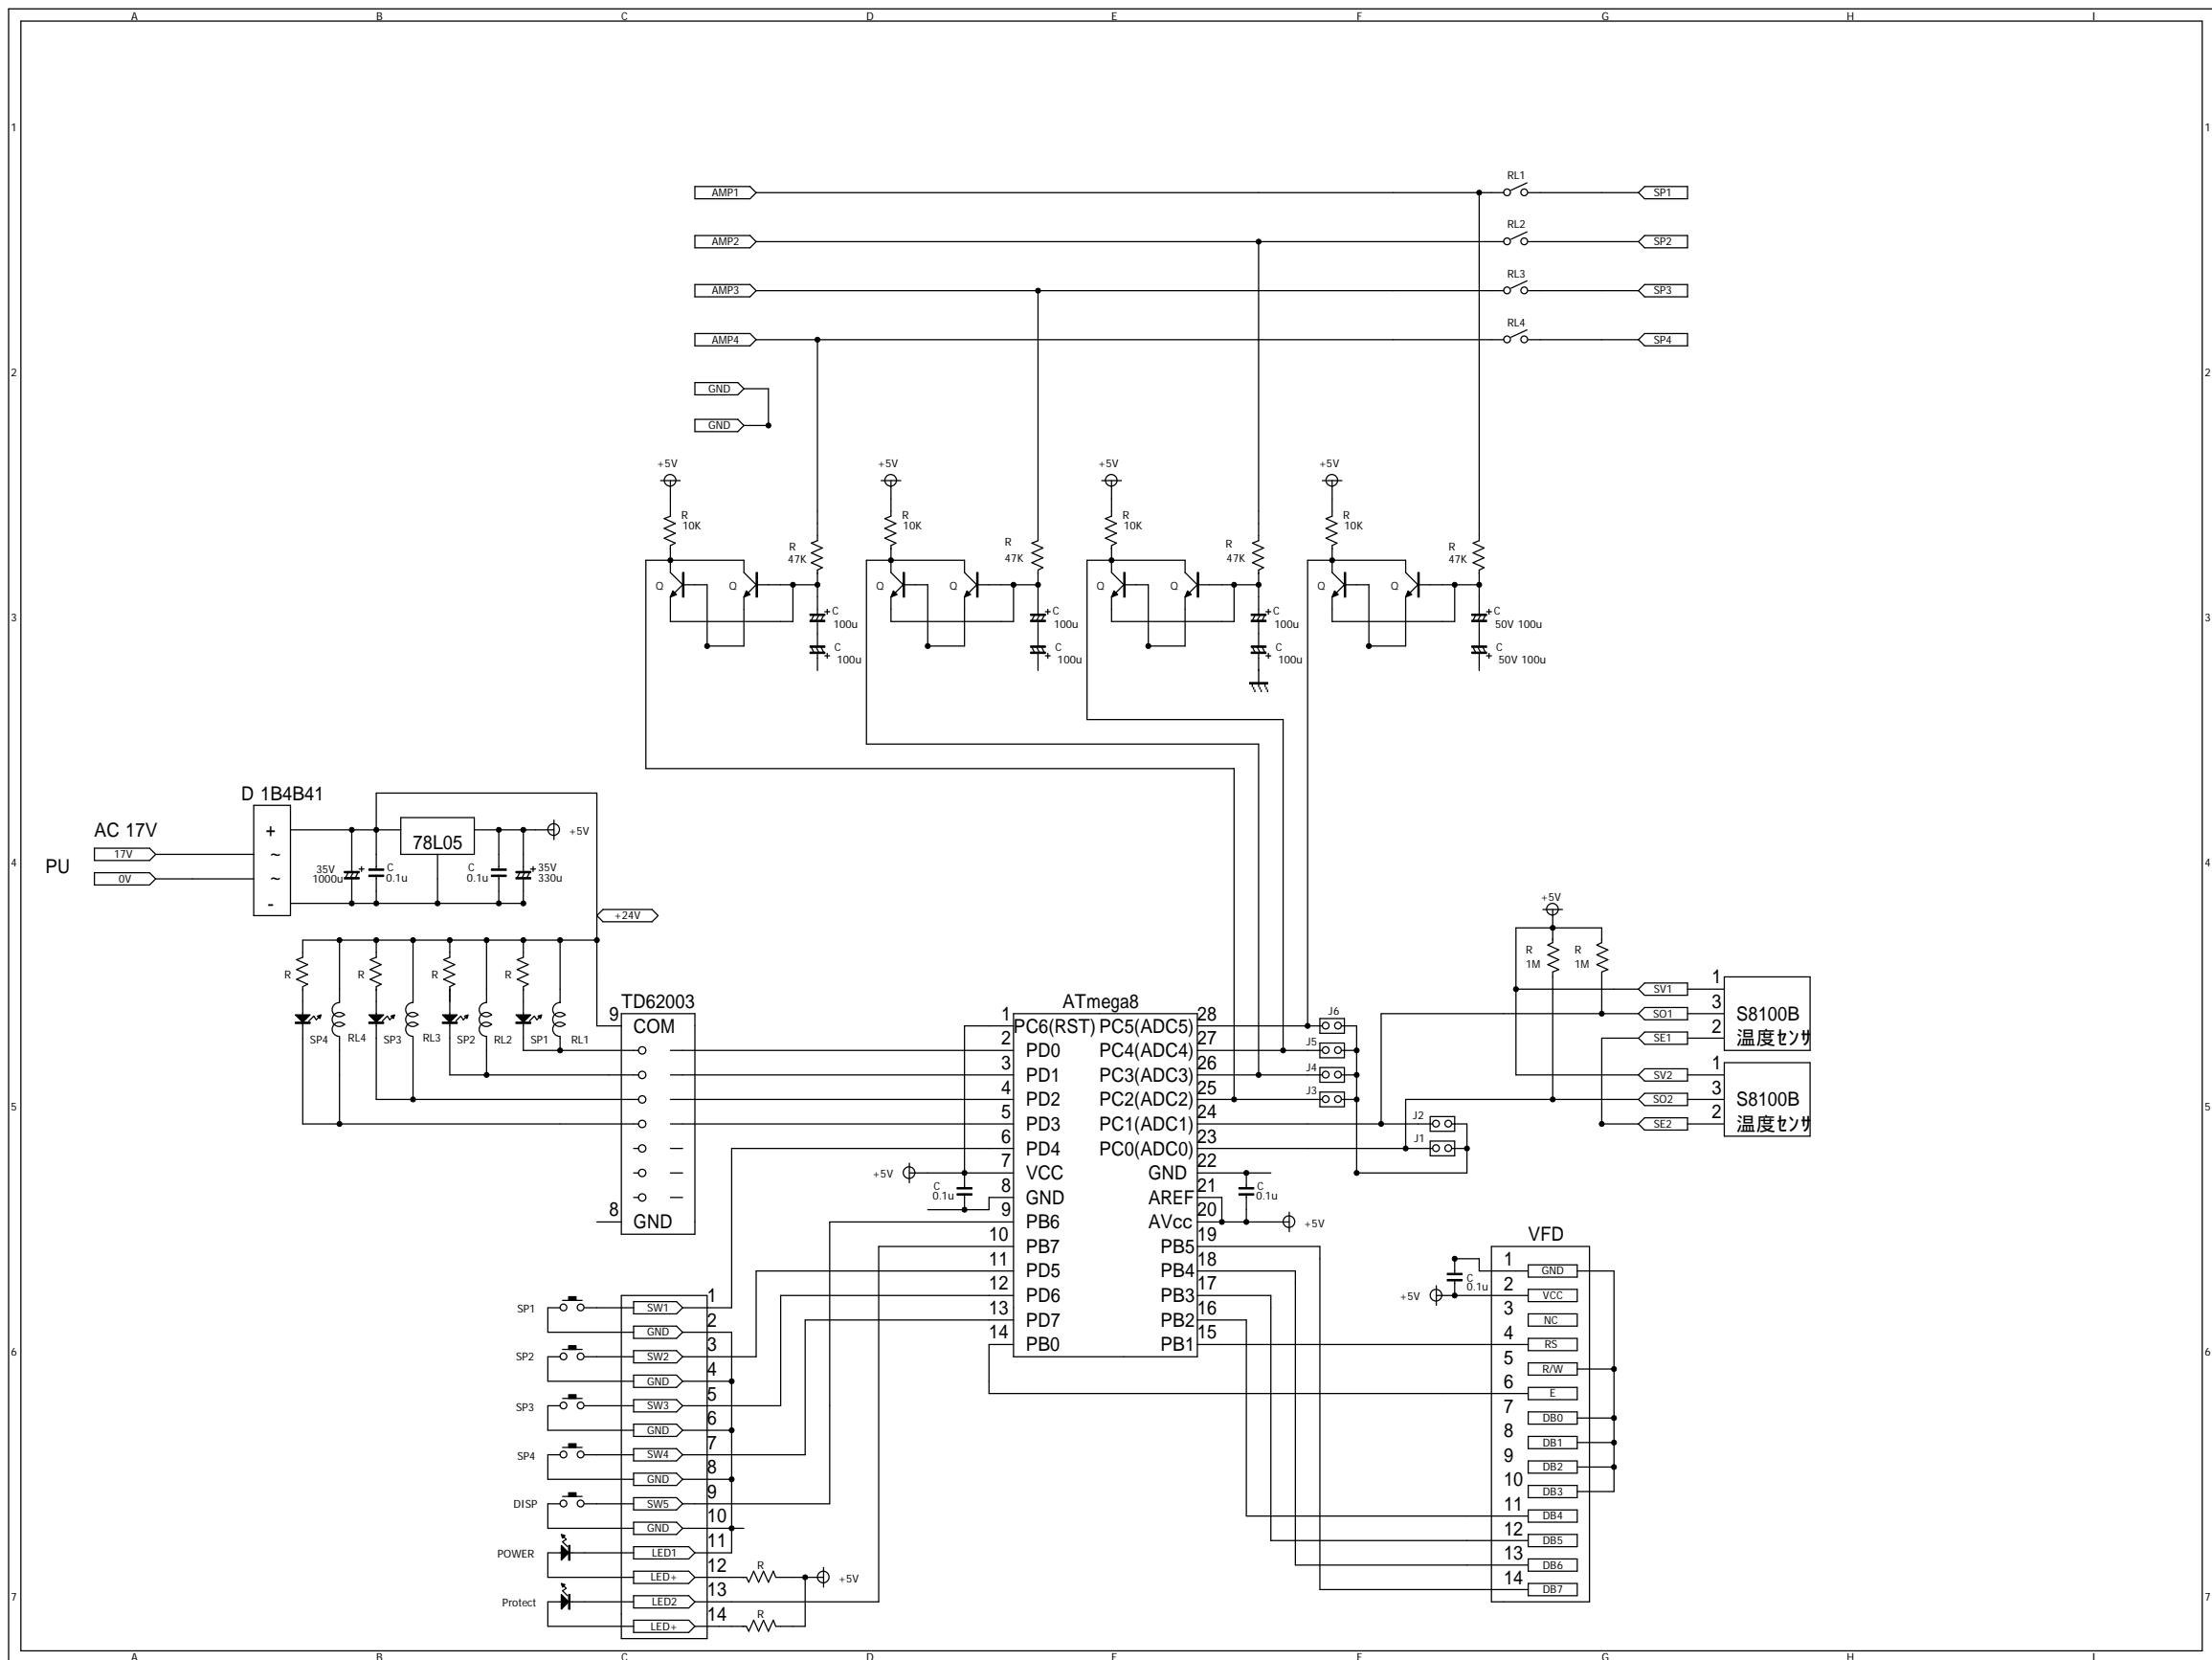 A B C D E F G H I
1 1
AMP1 RL1 SP1
AMP2 RL2 SP2
AMP3 RL3 SP3
AMP4 RL4 SP4
2 2
GND
GND
+5V +5V +5V +5V
R 10K R 10K R 10K R 10K
R 47K R 47K R 47K R 47K
Q Q Q Q Q Q Q Q
3 3
+C 100u +C 100u +C 100u +C 50V 100u
C + 100u C + 100u C + 100u C + 50V 100u
D 1B4B41
AC 17V
PU
17V
0V
+
~
~
-
78L05
+5V
35V 1000u +
C 0.1u
C 0.1u
+ 35V 330u
4 4
+24V
R R R R
SP4 RL4 SP3 RL3 SP2 RL2 SP1 RL1
TD62003
9 COM
8 GND
ATmega8
1 PC6(RST) PC5(ADC5) 28
2 PD0 PC4(ADC4) 27
3 PD1 PC3(ADC3) 26
4 PD2 PC2(ADC2) 25
5 PD3 PC1(ADC1) 24
6 PD4 PC0(ADC0) 23
7 VCC GND 22
8 GND AREF 21
9 PB6 AVcc 20
10 PB7 PB5 19
11 PD5 PB4 18
12 PD6 PB3 17
13 PD7 PB2 16
14 PB0 PB1 15
+5V
C 0.1u
C 0.1u
+5V
J6
J5
J4
J3
J2
J1
+5V
R 1M
R 1M
SV1 1
SO1 3
SE1 2
S8100B
温度センサ
SV2 1
SO2 3
SE2 2
S8100B
温度センサ
5 5
VFD
C 0.1u
+5V
1 GND
2 VCC
3 NC
4 RS
5 R/W
6 E
7 DB0
8 DB1
9 DB2
10 DB3
11 DB4
12 DB5
13 DB6
14 DB7
6 6
SP1 SW1 1
GND 2
SP2 SW2 3
GND 4
SP3 SW3 5
GND 6
SP4 SW4 7
GND 8
DISP SW5 9
GND 10
POWER LED1 11
LED+ 12 R +5V
Protect LED2 13
LED+ 14 R
7 7
A B C D E F G H I